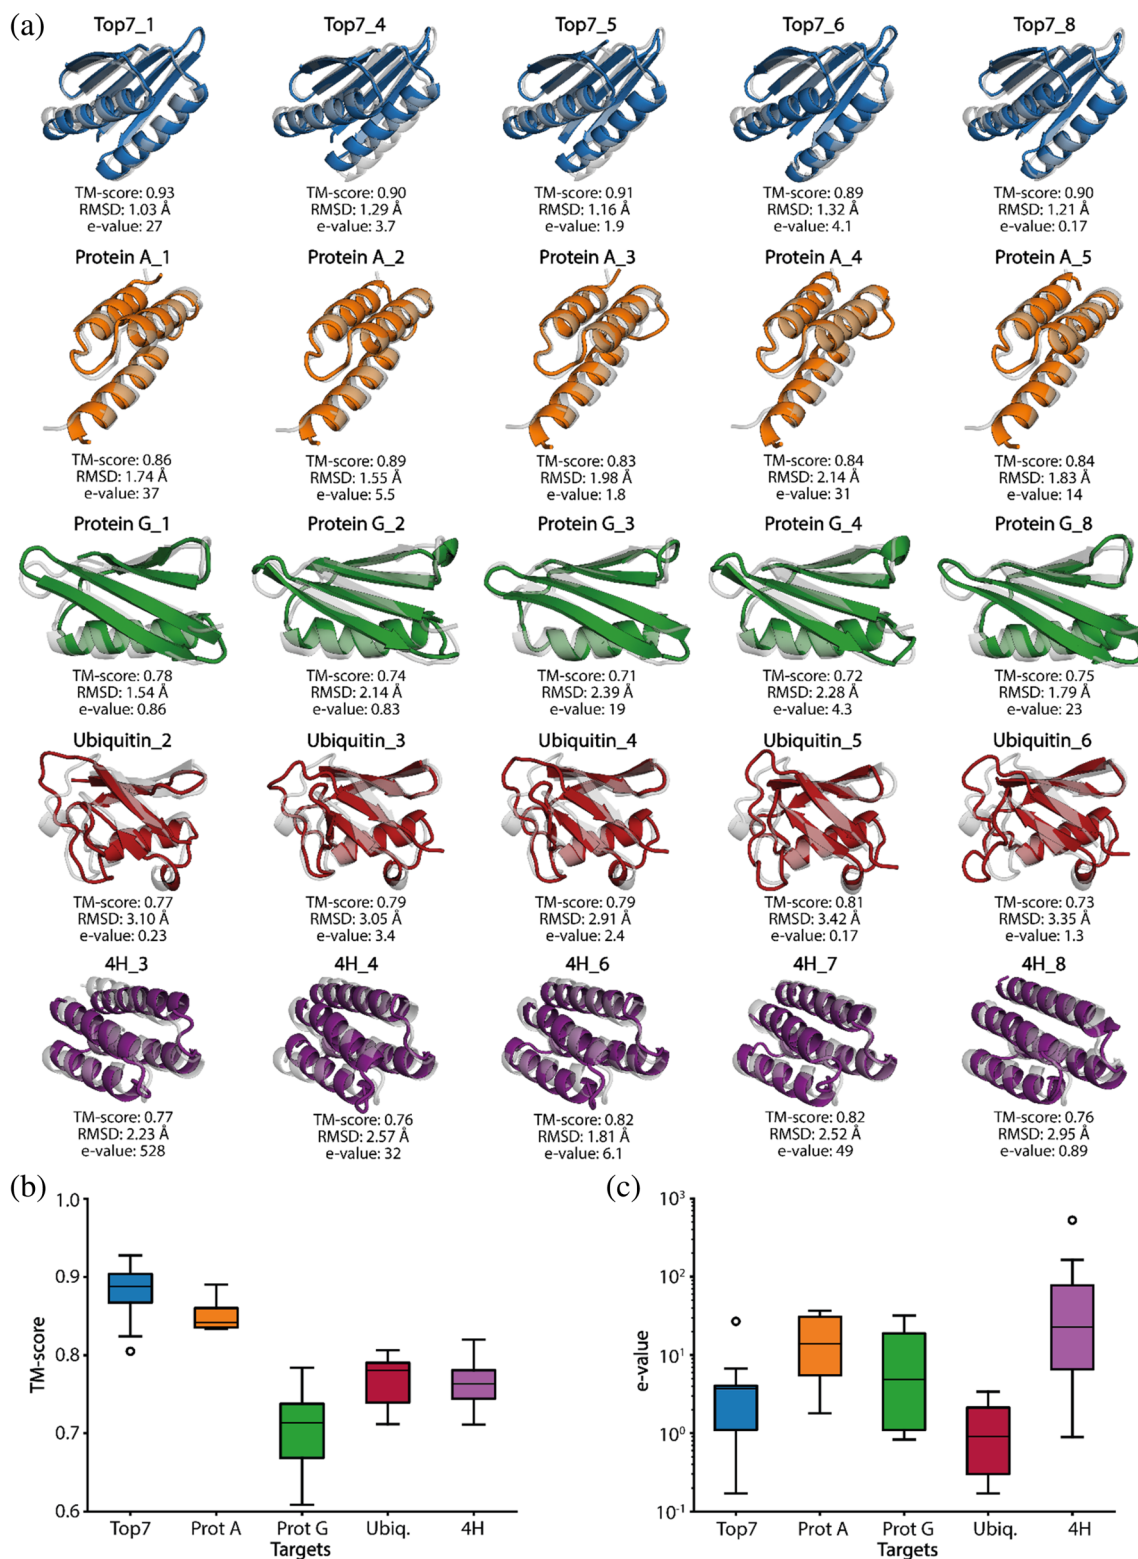 (a)
Top7_1 Top7_4 Top7_5 Top7_6 Top7_8
TM-score: 0.93 TM-score: 0.90 TM-score: 0.91 TM-score: 0.89 TM-score: 0.90
RMSD: 1.03 Å RMSD: 1.29 Å RMSD: 1.16 Å RMSD: 1.32 Å RMSD: 1.21 Å
e-value: 27 e-value: 3.7 e-value: 1.9 e-value: 4.1 e-value: 0.17
Protein A_1 Protein A_2 Protein A_3 Protein A_4 Protein A_5
TM-score: 0.86 TM-score: 0.89 TM-score: 0.83 TM-score: 0.84 TM-score: 0.84
RMSD: 1.74 Å RMSD: 1.55 Å RMSD: 1.98 Å RMSD: 2.14 Å RMSD: 1.83 Å
e-value: 37 e-value: 5.5 e-value: 1.8 e-value: 31 e-value: 14
Protein G_1 Protein G_2 Protein G_3 Protein G_4 Protein G_8
TM-score: 0.78 TM-score: 0.74 TM-score: 0.71 TM-score: 0.72 TM-score: 0.75
RMSD: 1.54 Å RMSD: 2.14 Å RMSD: 2.39 Å RMSD: 2.28 Å RMSD: 1.79 Å
e-value: 0.86 e-value: 0.83 e-value: 19 e-value: 4.3 e-value: 23
Ubiquitin_2 Ubiquitin_3 Ubiquitin_4 Ubiquitin_5 Ubiquitin_6
TM-score: 0.77 TM-score: 0.79 TM-score: 0.79 TM-score: 0.81 TM-score: 0.73
RMSD: 3.10 Å RMSD: 3.05 Å RMSD: 2.91 Å RMSD: 3.42 Å RMSD: 3.35 Å
e-value: 0.23 e-value: 3.4 e-value: 2.4 e-value: 0.17 e-value: 1.3
4H_3 4H_4 4H_6 4H_7 4H_8
TM-score: 0.77 TM-score: 0.76 TM-score: 0.82 TM-score: 0.82 TM-score: 0.76
RMSD: 2.23 Å RMSD: 2.57 Å RMSD: 1.81 Å RMSD: 2.52 Å RMSD: 2.95 Å
e-value: 528 e-value: 32 e-value: 6.1 e-value: 49 e-value: 0.89
(b)
1.0
0.9
0.8
0.7
0.6
TM-score
Top7 Prot A Prot G Ubiq. 4H
Targets
(c)
10³
10²
10¹
10⁰
10⁻¹
e-value
Top7 Prot A Prot G Ubiq. 4H
Targets